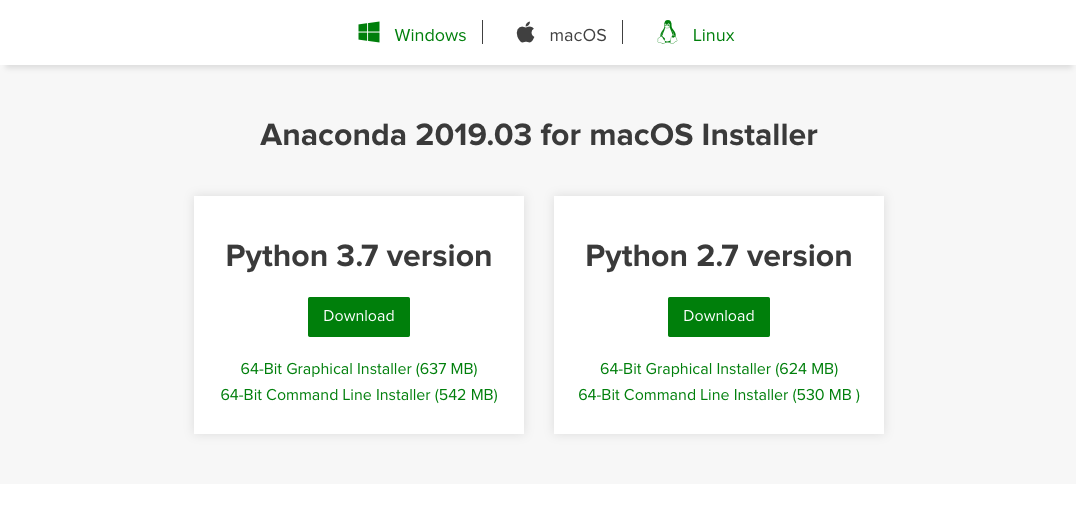 Windows macOS Linux
Anaconda 2019.03 for macOS Installer
Python 3.7 version
Download
64-Bit Graphical Installer (637 MB)
64-Bit Command Line Installer (542 MB)
Python 2.7 version
Download
64-Bit Graphical Installer (624 MB)
64-Bit Command Line Installer (530 MB )